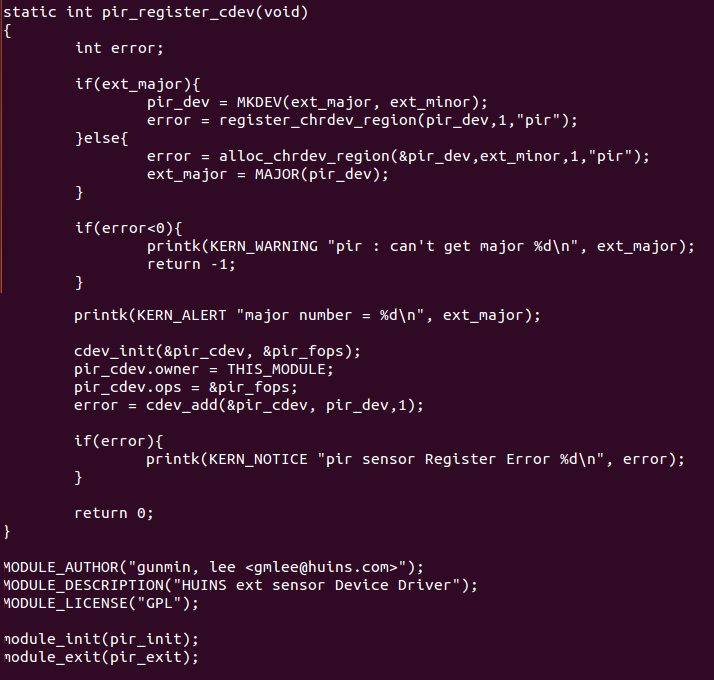 static int pir_register_cdev(void)
{
        int error;

        if(ext_major){
                pir_dev = MKDEV(ext_major, ext_minor);
                error = register_chrdev_region(pir_dev,1,"pir");
        }else{
                error = alloc_chrdev_region(&pir_dev,ext_minor,1,"pir");
                ext_major = MAJOR(pir_dev);
        }

        if(error<0){
                printk(KERN_WARNING "pir : can't get major %d\n", ext_major);
                return -1;
        }

        printk(KERN_ALERT "major number = %d\n", ext_major);

        cdev_init(&pir_cdev, &pir_fops);
        pir_cdev.owner = THIS_MODULE;
        pir_cdev.ops = &pir_fops;
        error = cdev_add(&pir_cdev, pir_dev,1);

        if(error){
                printk(KERN_NOTICE "pir sensor Register Error %d\n", error);
        }

        return 0;
}

MODULE_AUTHOR("gunmin, lee <gmlee@huins.com>");
MODULE_DESCRIPTION("HUINS ext sensor Device Driver");
MODULE_LICENSE("GPL");

module_init(pir_init);
module_exit(pir_exit);